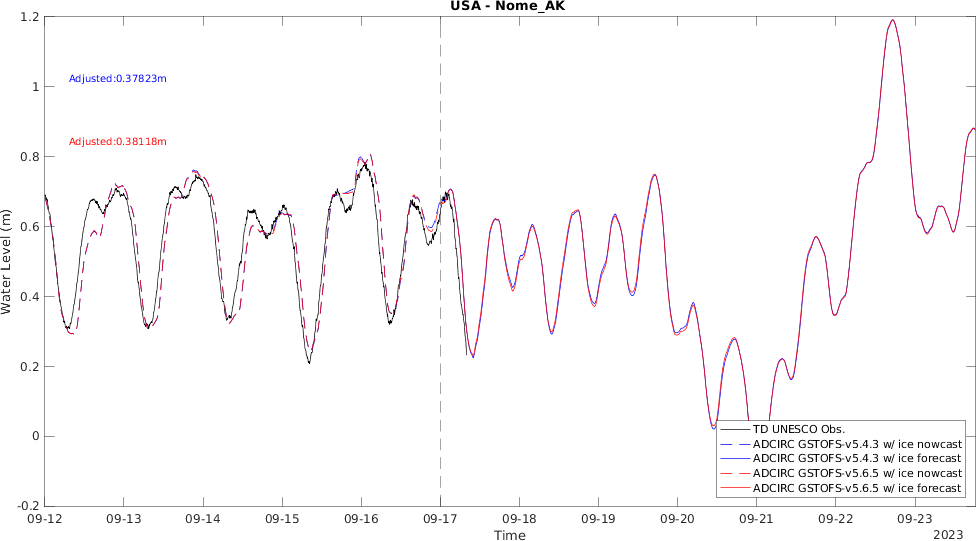 USA - Nome_AK
1.2
1
0.8
0.6
0.4
0.2
0
-0.2
Water Level (m)
Adjusted:0.37823m
Adjusted:0.38118m
TD UNESCO Obs.
ADCIRC GSTOFS-v5.4.3 w/ ice nowcast
ADCIRC GSTOFS-v5.4.3 w/ ice forecast
ADCIRC GSTOFS-v5.6.5 w/ ice nowcast
ADCIRC GSTOFS-v5.6.5 w/ ice forecast
09-12 09-13 09-14 09-15 09-16 09-17 09-18 09-19 09-20 09-21 09-22 09-23
Time
2023